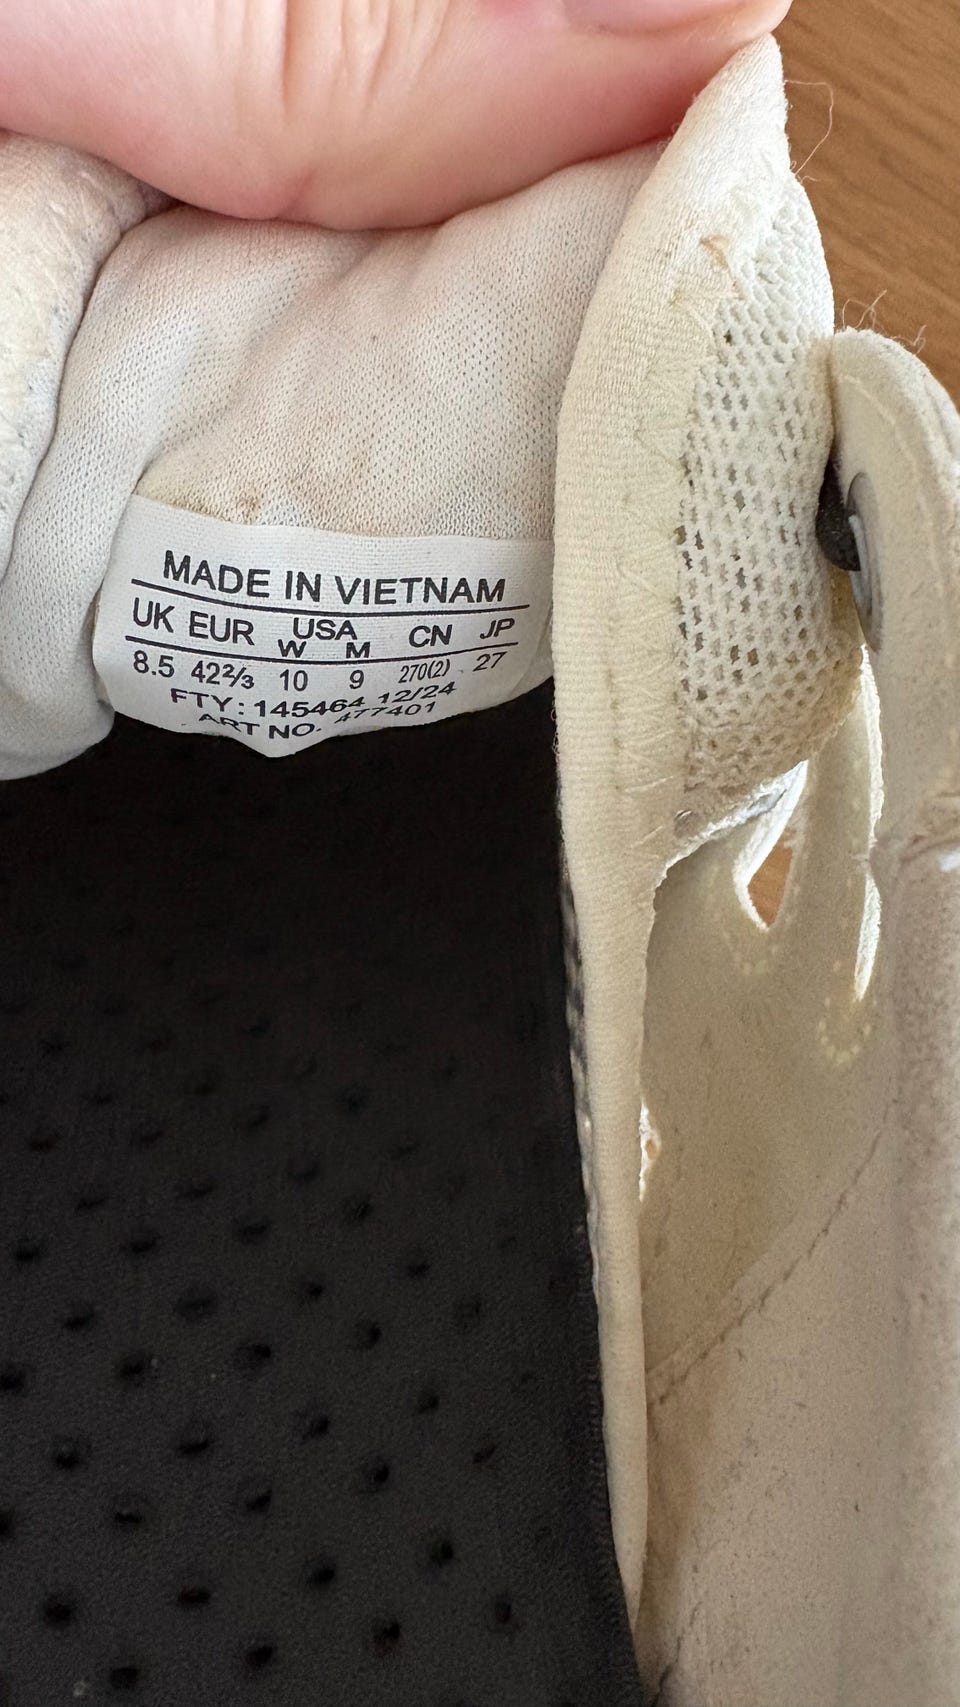 MADE IN VIETNAM
UK EUR USA CN JP
W M
8.5 42⅔ 10 9 270(2) 27
FTY: 145464 12/24
ART NO. 477401